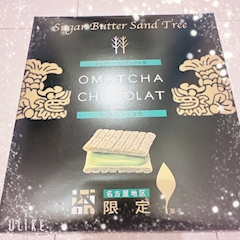 Sugar Butter Sand Tree
OMATCHA
CHOCOLAT
名古屋地区
限定
ULIKE